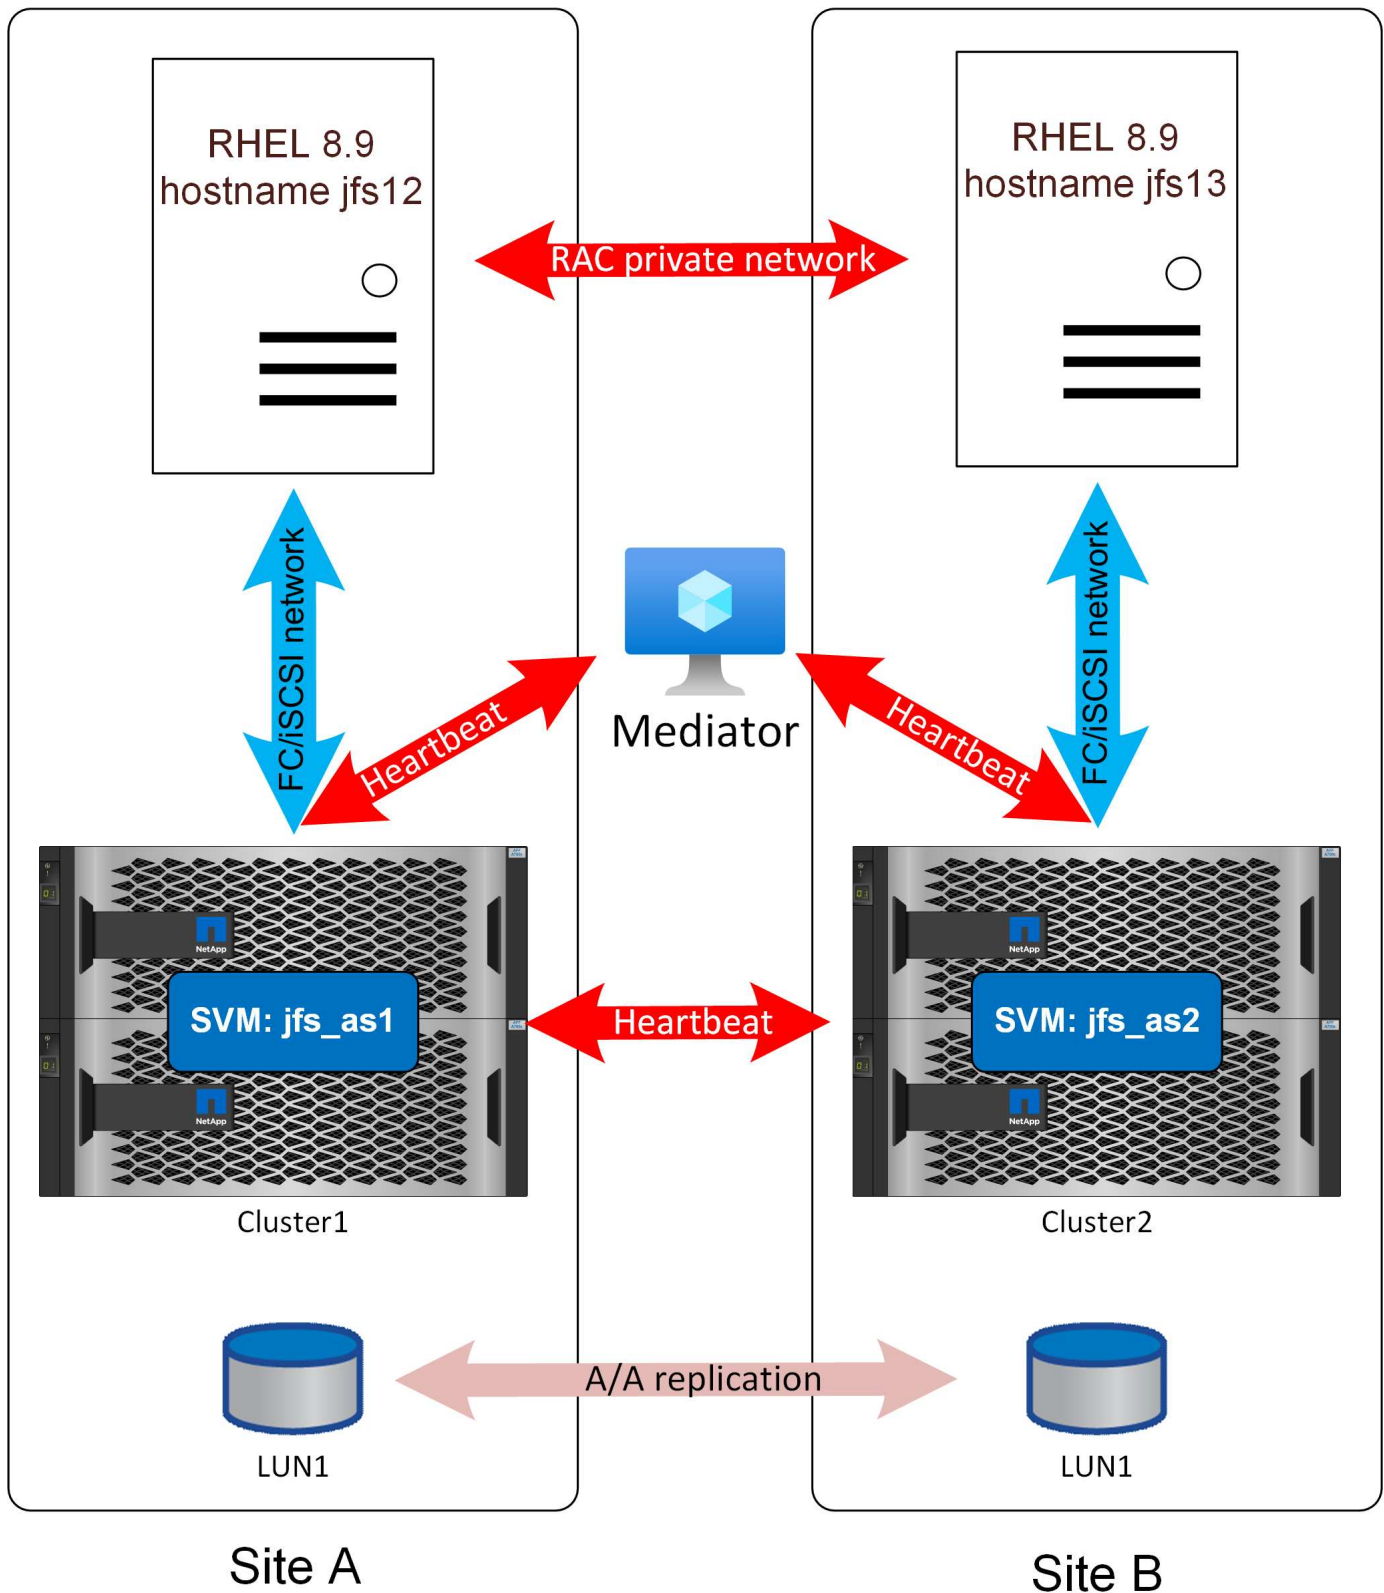 RHEL 8.9
hostname jfs12
RHEL 8.9
hostname jfs13
RAC private network
FC/iSCSI network
FC/iSCSI network
Mediator
Heartbeat
Heartbeat
NetApp
NetApp
SVM: jfs_as1
Heartbeat
SVM: jfs_as2
NetApp
NetApp
Cluster1
Cluster2
A/A replication
LUN1
LUN1
Site A
Site B